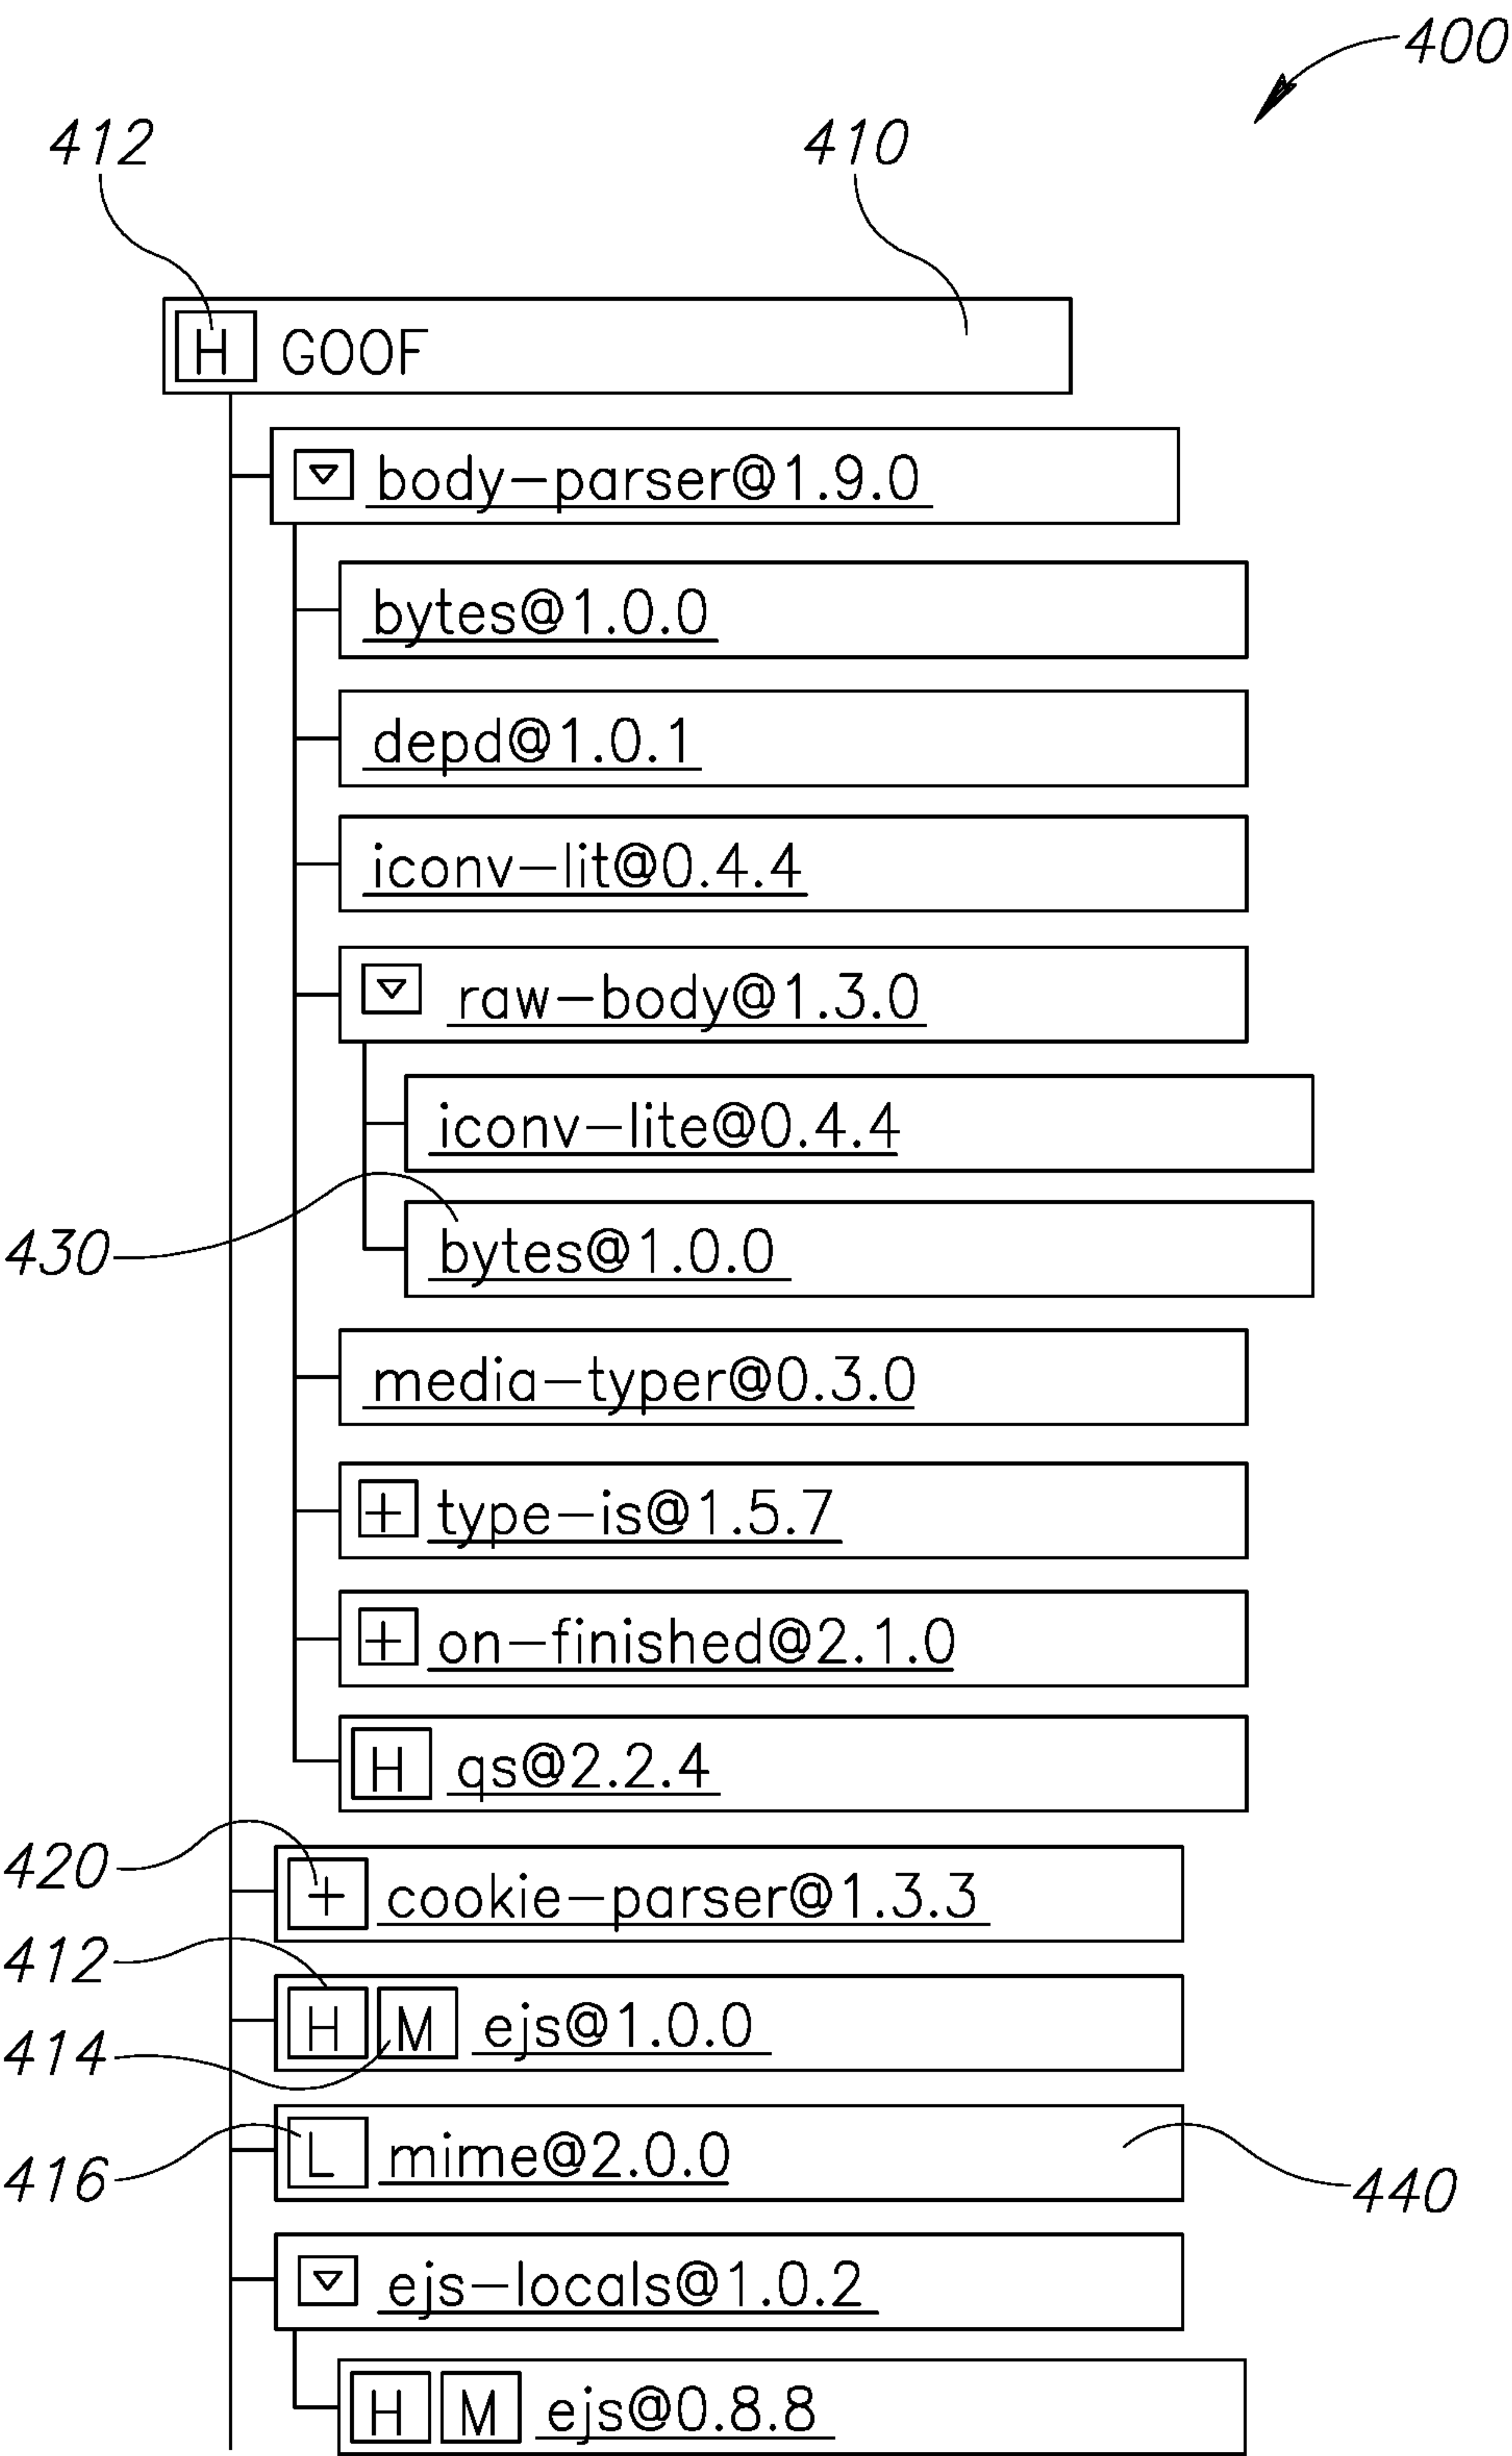 400
412 410
H GOOF
body-parser@1.9.0
bytes@1.0.0
depd@1.0.1
iconv-lit@0.4.4
raw-body@1.3.0
iconv-lite@0.4.4
430 bytes@1.0.0
media-typer@0.3.0
+ type-is@1.5.7
+ on-finished@2.1.0
H qs@2.2.4
420 + cookie-parser@1.3.3
412 H M ejs@1.0.0
414
416 L mime@2.0.0
440
ejs-locals@1.0.2
H M ejs@0.8.8